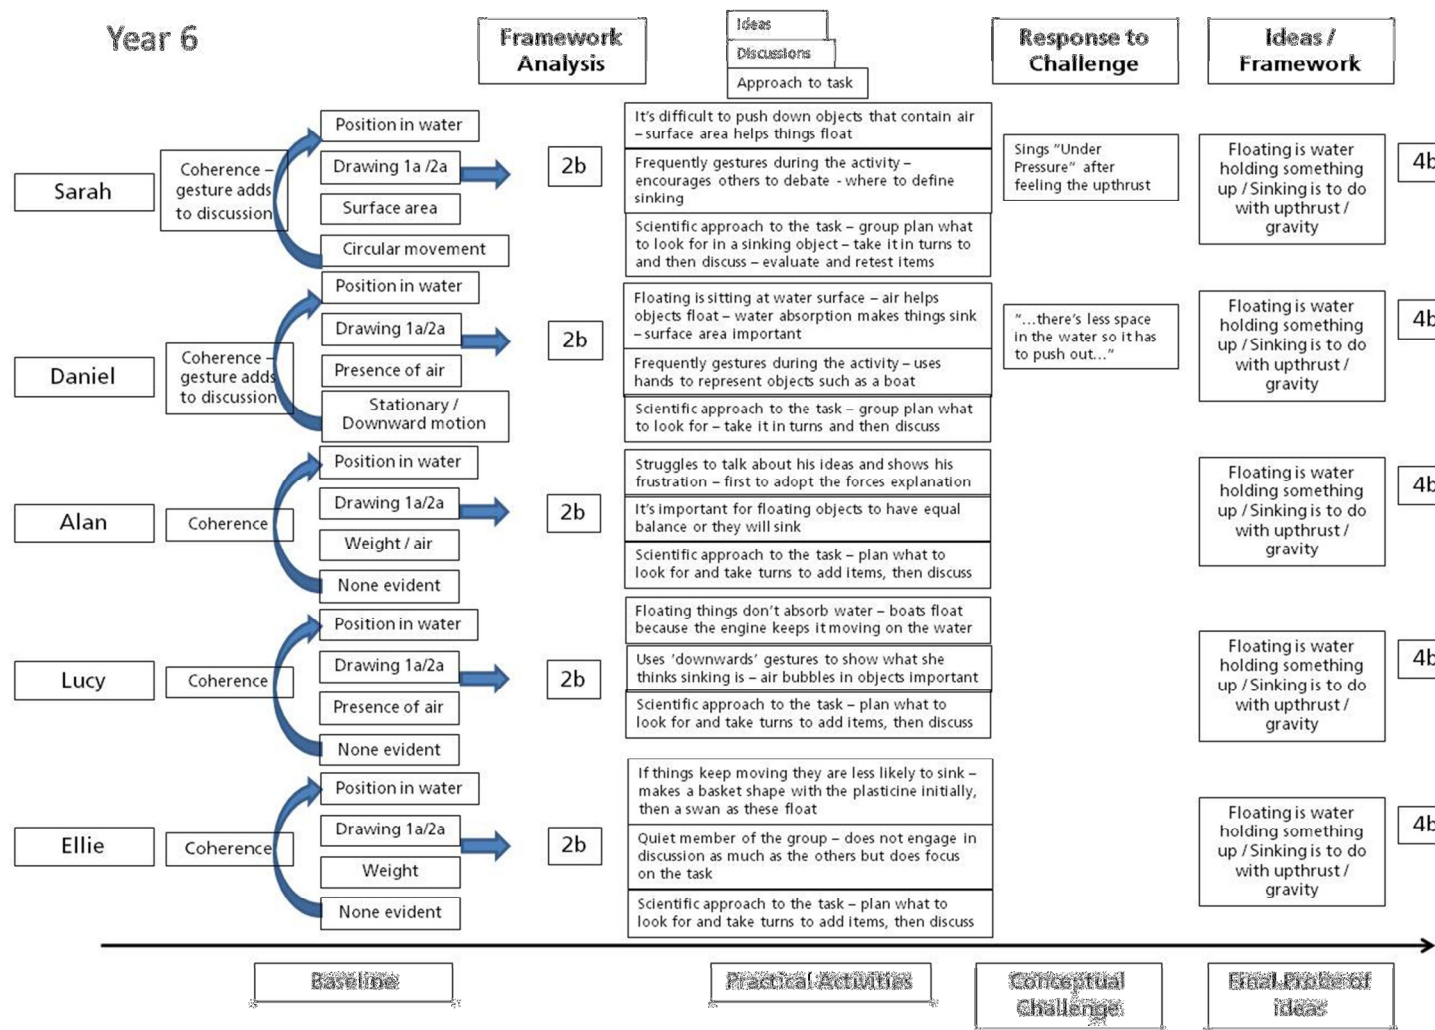 Year 6
Framework
Analysis
Ideas
Discussions
Approach to task
Response to
Challenge
Ideas /
Framework
Sarah
Coherence –
gesture adds
to discussion
Position in water
Drawing 1a /2a
Surface area
Circular movement
2b
It's difficult to push down objects that contain air
– surface area helps things float
Frequently gestures during the activity –
encourages others to debate - where to define
sinking
Scientific approach to the task – group plan what
to look for in a sinking object – take it in turns to
and then discuss – evaluate and retest items
Sings "Under
Pressure" after
feeling the upthrust
Floating is water
holding something
up / Sinking is to do
with upthrust /
gravity
4b
Daniel
Coherence –
gesture adds
to discussion
Position in water
Drawing 1a/2a
Presence of air
Stationary /
Downward motion
2b
Floating is sitting at water surface – air helps
objects float – water absorption makes things sink
– surface area important
Frequently gestures during the activity – uses
hands to represent objects such as a boat
Scientific approach to the task – group plan what
to look for – take it in turns and then discuss
"...there's less space
in the water so it has
to push out..."
Floating is water
holding something
up / Sinking is to do
with upthrust /
gravity
4b
Alan
Coherence
Position in water
Drawing 1a/2a
Weight / air
None evident
2b
Struggles to talk about his ideas and shows his
frustration – first to adopt the forces explanation
It's important for floating objects to have equal
balance or they will sink
Scientific approach to the task – plan what to
look for and take turns to add items, then discuss
Floating is water
holding something
up / Sinking is to do
with upthrust /
gravity
4b
Lucy
Coherence
Position in water
Drawing 1a/2a
Presence of air
None evident
2b
Floating things don't absorb water – boats float
because the engine keeps it moving on the water
Uses 'downwards' gestures to show what she
thinks sinking is – air bubbles in objects important
Scientific approach to the task – plan what to
look for and take turns to add items, then discuss
Floating is water
holding something
up / Sinking is to do
with upthrust /
gravity
4b
Ellie
Coherence
Position in water
Drawing 1a/2a
Weight
None evident
2b
If things keep moving they are less likely to sink –
makes a basket shape with the plasticine initially,
then a swan as these float
Quiet member of the group – does not engage in
discussion as much as the others but does focus
on the task
Scientific approach to the task – plan what to
look for and take turns to add items, then discuss
Floating is water
holding something
up / Sinking is to do
with upthrust /
gravity
4b
Baseline
Practical Activities
Conceptual
Challenge
Final Probe of
ideas